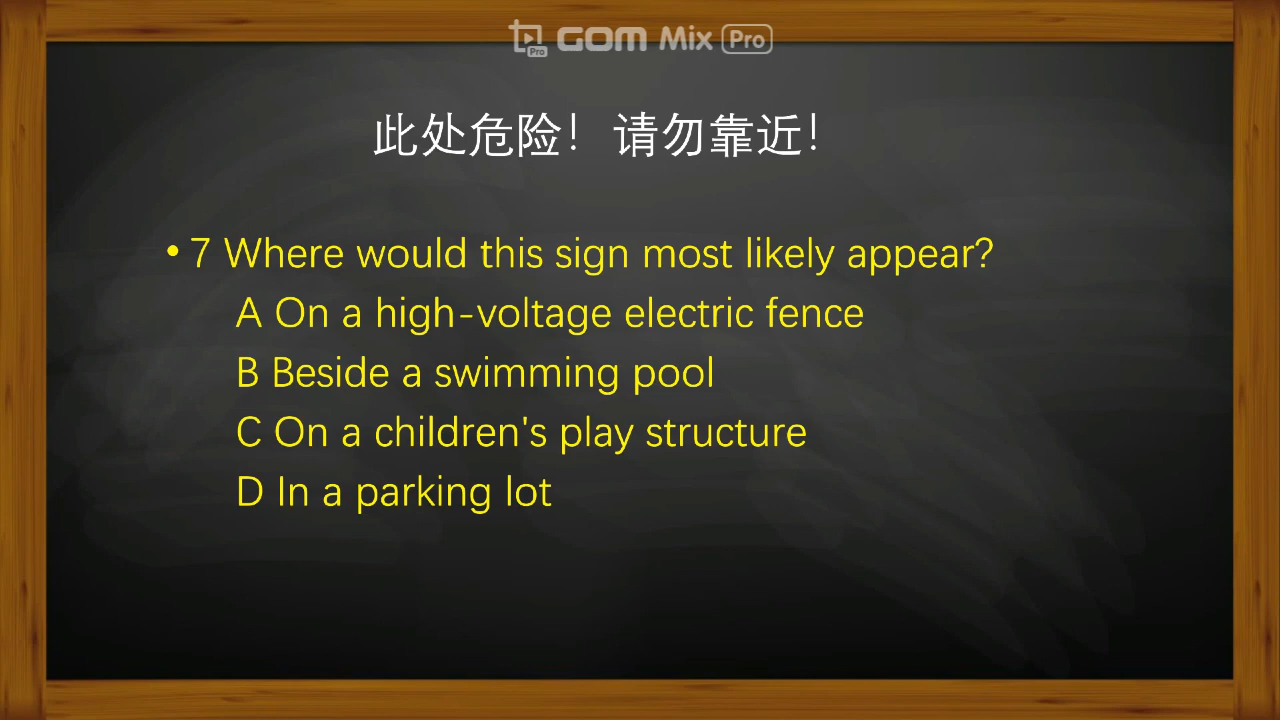 GOM Mix Pro
此处危险！请勿靠近！
• 7 Where would this sign most likely appear?
A On a high-voltage electric fence
B Beside a swimming pool
C On a children's play structure
D In a parking lot